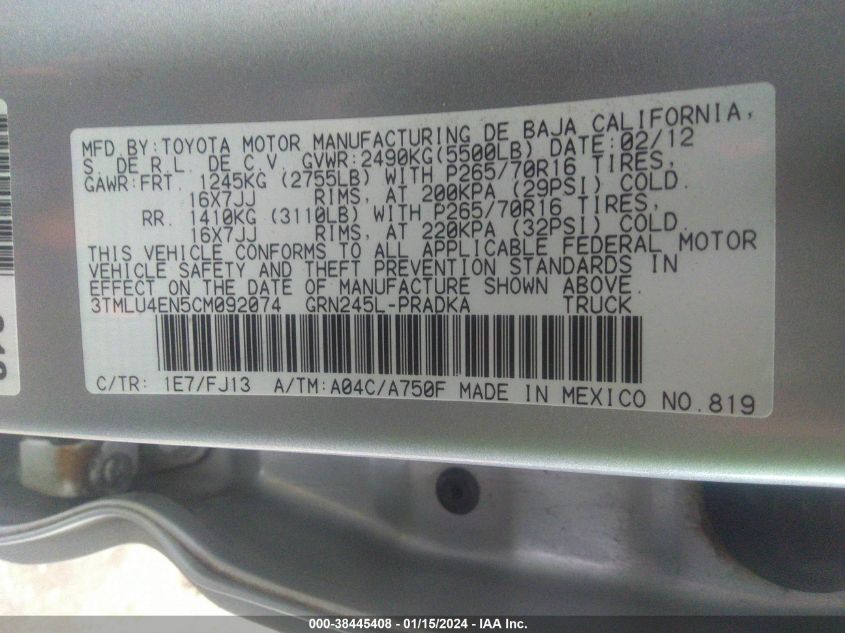 MFD BY:TOYOTA MOTOR MANUFACTURING DE BAJA CALIFORNIA,
S. DE R.L. DE C.V. GVWR:2490KG(5500LB) DATE:02/12
GAWR:FRT. 1245KG (2755LB) WITH P265/70R16 TIRES,
16X7JJ RIMS, AT 200KPA (29PSI) COLD.
RR. 1410KG (3110LB) WITH P265/70R16 TIRES,
16X7JJ RIMS, AT 220KPA (32PSI) COLD.
THIS VEHICLE CONFORMS TO ALL APPLICABLE FEDERAL MOTOR
VEHICLE SAFETY AND THEFT PREVENTION STANDARDS IN
EFFECT ON THE DATE OF MANUFACTURE SHOWN ABOVE.
3TMLU4EN5CM092074 GRN245L-PRADKA TRUCK
C/TR: 1E7/FJ13 A/TM:A04C/A750F MADE IN MEXICO NO.819
000-38445408 - 01/15/2024 - IAA Inc.